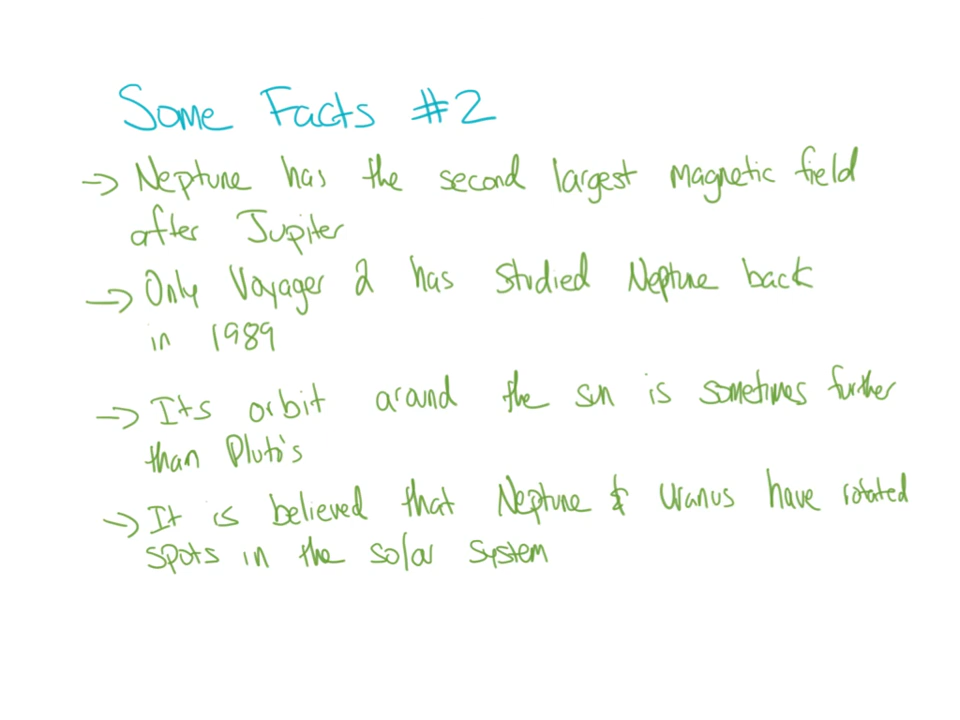 Some Facts #2
→ Neptune has the second largest magnetic field
after Jupiter
→ Only Voyager 2 has studied Neptune back
in 1989
→ Its orbit around the sun is sometimes further
than Pluto's
→ It is believed that Neptune & Uranus have rotated
spots in the solar system